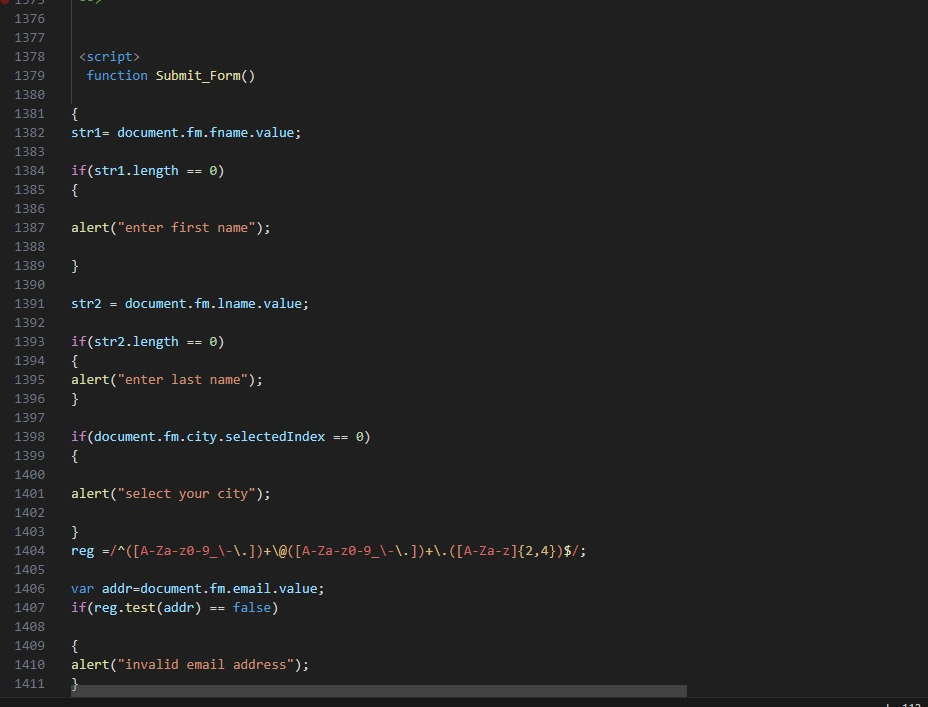 1375 -->
1376
1377
1378 <script>
1379 function Submit_Form()
1380
1381 {
1382 str1= document.fm.fname.value;
1383
1384 if(str1.length == 0)
1385 {
1386
1387 alert("enter first name");
1388
1389 }
1390
1391 str2 = document.fm.lname.value;
1392
1393 if(str2.length == 0)
1394 {
1395 alert("enter last name");
1396 }
1397
1398 if(document.fm.city.selectedIndex == 0)
1399 {
1400
1401 alert("select your city");
1402
1403 }
1404 reg =/^([A-Za-z0-9_\-\.])+\@([A-Za-z0-9_\-\.])+\.([A-Za-z]{2,4})$/;
1405
1406 var addr=document.fm.email.value;
1407 if(reg.test(addr) == false)
1408
1409 {
1410 alert("invalid email address");
1411 }